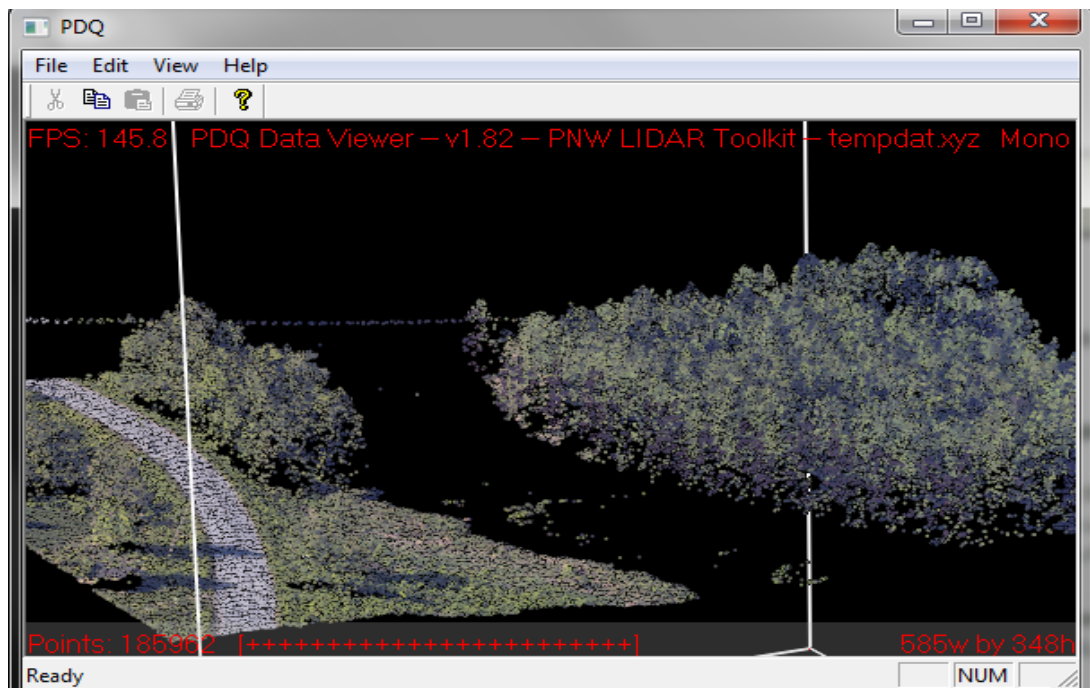 PDQ
File Edit View Help
FPS: 145.8 PDQ Data Viewer – v1.82 – PNW LIDAR Toolkit – tempdat.xyz Mono
Points: 185962 [++++++++++++++++++++++++++] 585w by 348h
Ready NUM